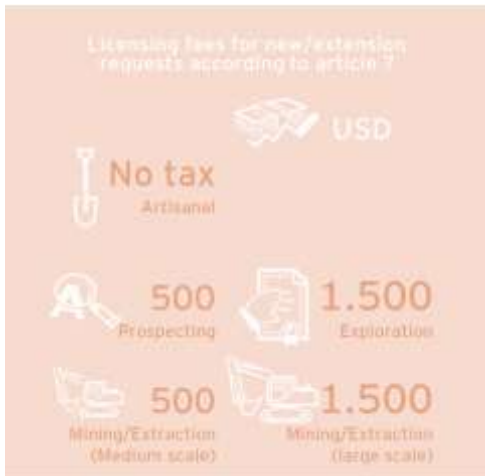 Licensing fees for new/extension
requests according to article 7
USD
No tax
Artisanal
500
Prospecting
1.500
Exploration
500
Mining/Extraction
(Medium scale)
1.500
Mining/Extraction
(large scale)